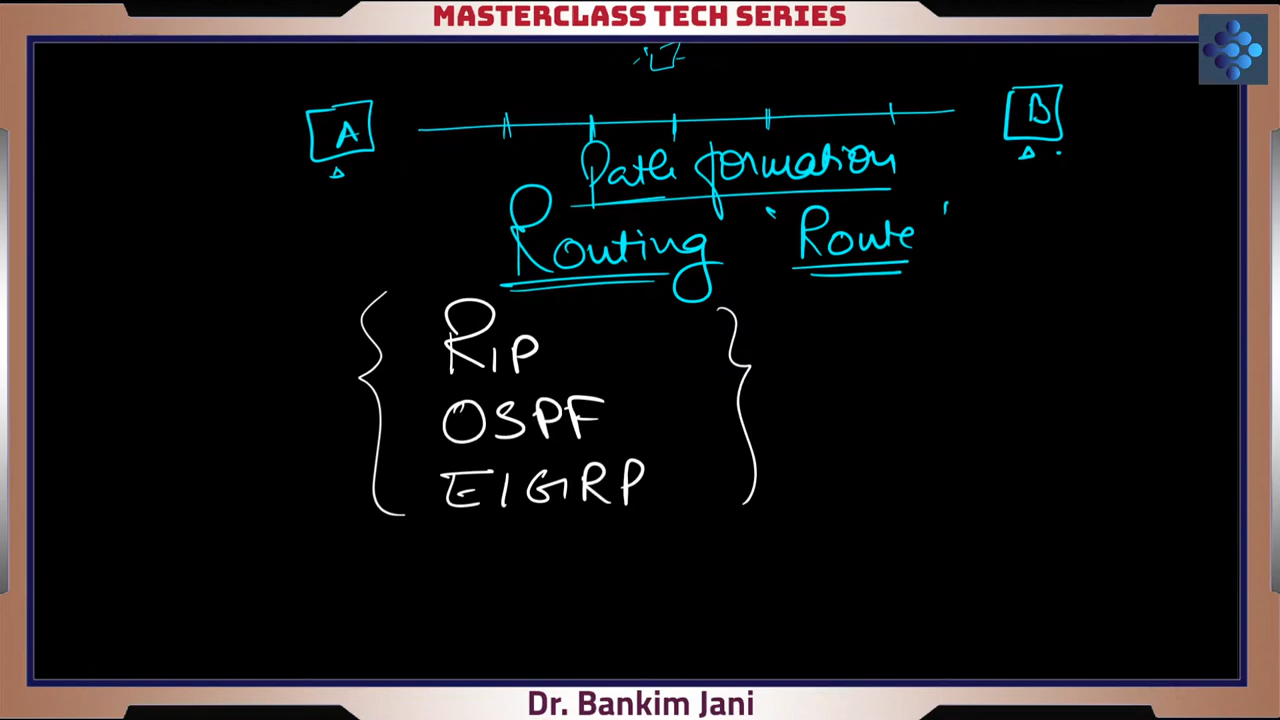 MASTERCLASS TECH SERIES
A B
Path formation
Routing 'Route'
RIP
OSPF
EIGRP
Dr. Bankim Jani